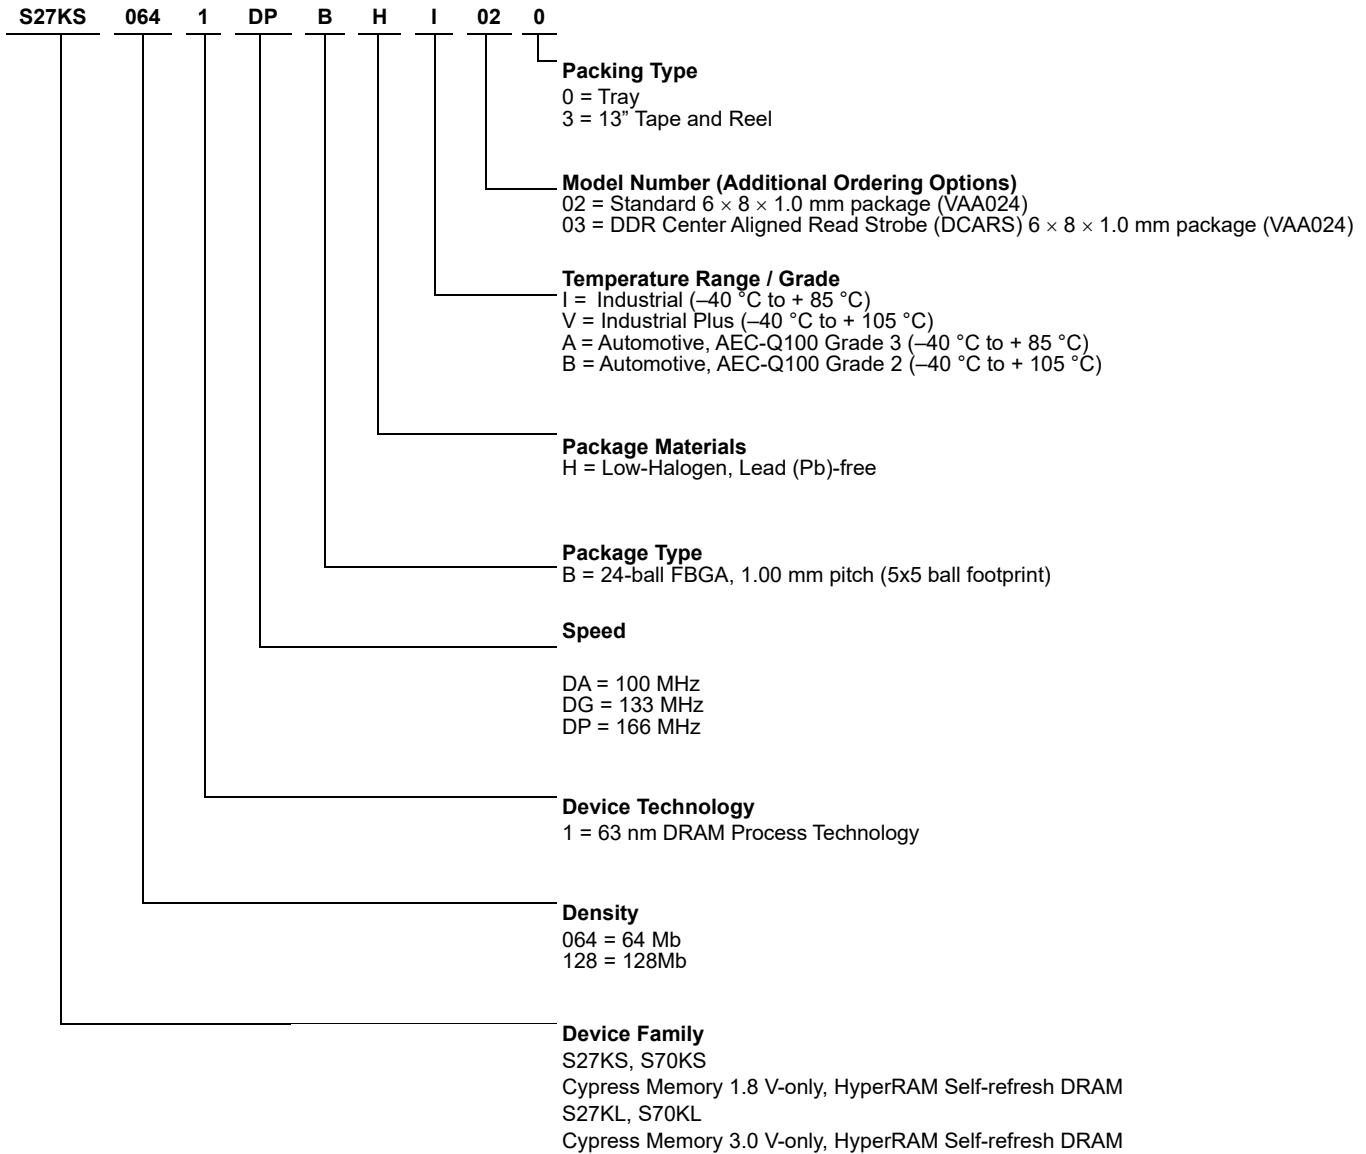 S27KS 064 1 DP B H I 02 0
Packing Type
0 = Tray
3 = 13” Tape and Reel
Model Number (Additional Ordering Options)
02 = Standard 6 × 8 × 1.0 mm package (VAA024)
03 = DDR Center Aligned Read Strobe (DCARS) 6 × 8 × 1.0 mm package (VAA024)
Temperature Range / Grade
I = Industrial (–40 °C to + 85 °C)
V = Industrial Plus (–40 °C to + 105 °C)
A = Automotive, AEC-Q100 Grade 3 (–40 °C to + 85 °C)
B = Automotive, AEC-Q100 Grade 2 (–40 °C to + 105 °C)
Package Materials
H = Low-Halogen, Lead (Pb)-free
Package Type
B = 24-ball FBGA, 1.00 mm pitch (5x5 ball footprint)
Speed
DA = 100 MHz
DG = 133 MHz
DP = 166 MHz
Device Technology
1 = 63 nm DRAM Process Technology
Density
064 = 64 Mb
128 = 128Mb
Device Family
S27KS, S70KS
Cypress Memory 1.8 V-only, HyperRAM Self-refresh DRAM
S27KL, S70KL
Cypress Memory 3.0 V-only, HyperRAM Self-refresh DRAM